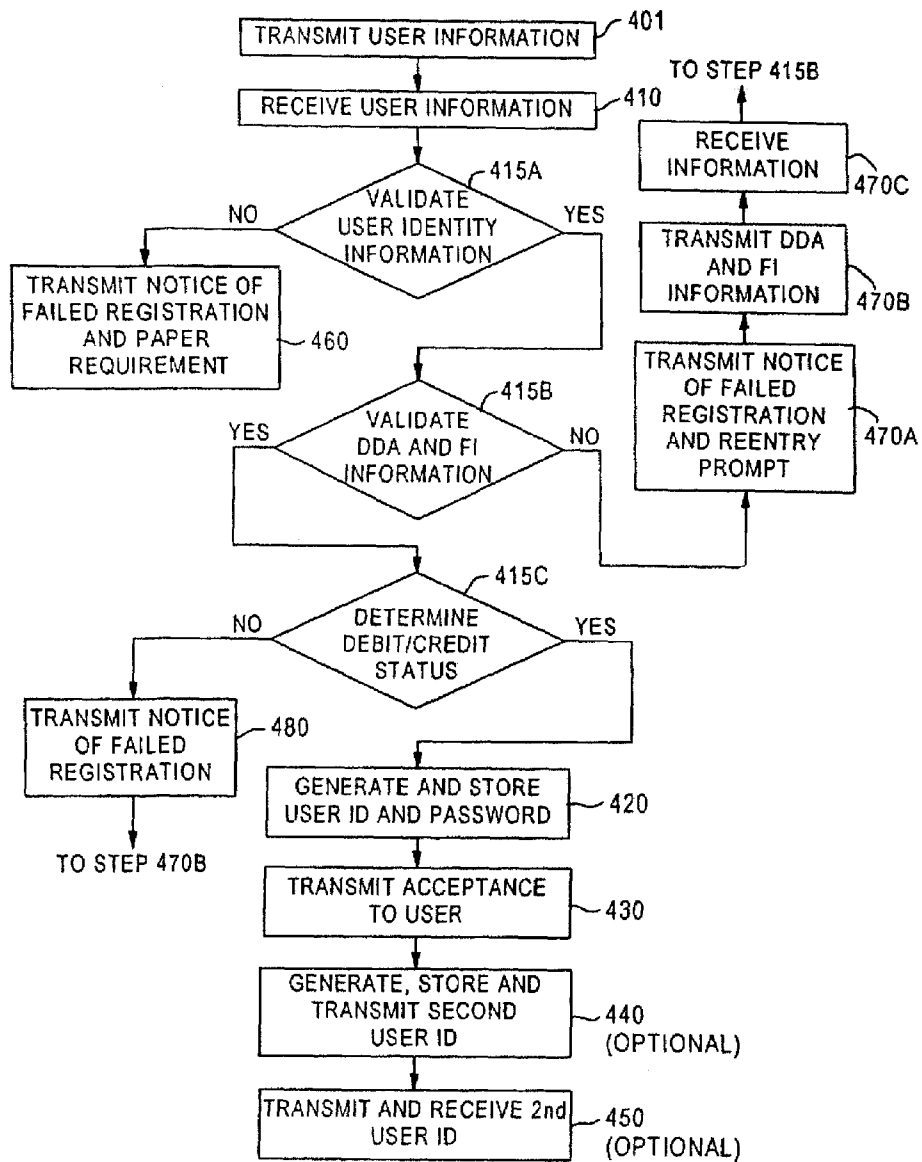 TRANSMIT USER INFORMATION
401
RECEIVE USER INFORMATION
410
415A
VALIDATE
USER IDENTITY
INFORMATION
NO
YES
TRANSMIT NOTICE OF
FAILED REGISTRATION
AND PAPER
REQUIREMENT
460
415B
VALIDATE
DDA AND FI
INFORMATION
YES
NO
TO STEP 415B
RECEIVE
INFORMATION
470C
TRANSMIT DDA
AND FI
INFORMATION
470B
TRANSMIT NOTICE
OF FAILED
REGISTRATION
AND REENTRY
PROMPT
470A
415C
DETERMINE
DEBIT/CREDIT
STATUS
NO
YES
TRANSMIT NOTICE
OF FAILED
REGISTRATION
480
TO STEP 470B
GENERATE AND STORE
USER ID AND PASSWORD
420
TRANSMIT ACCEPTANCE
TO USER
430
GENERATE, STORE AND
TRANSMIT SECOND
USER ID
440
(OPTIONAL)
TRANSMIT AND RECEIVE 2nd
USER ID
450
(OPTIONAL)